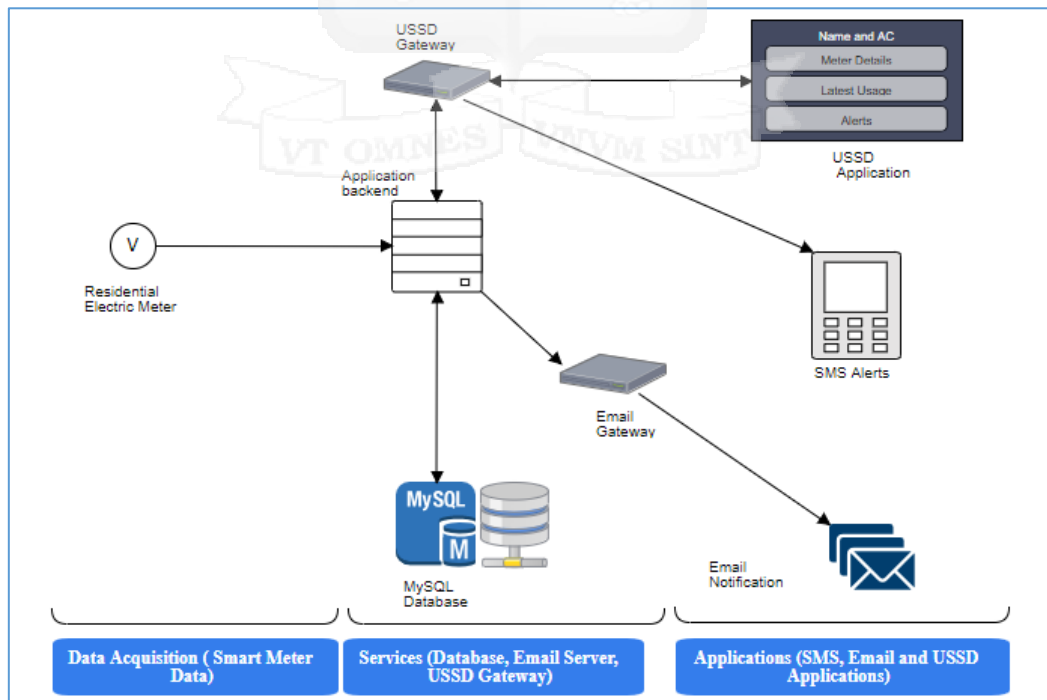 USSD
Gateway
Name and AC
Meter Details
Latest Usage
Alerts
USSD
Application
VT OMNES
VNVM SINT
Application
backend
V
Residential
Electric Meter
SMS Alerts
Email
Gateway
MySQL
M
MySQL
Database
Email
Notification
Data Acquisition ( Smart Meter
Data)
Services (Database, Email Server,
USSD Gateway)
Applications (SMS, Email and USSD
Applications)